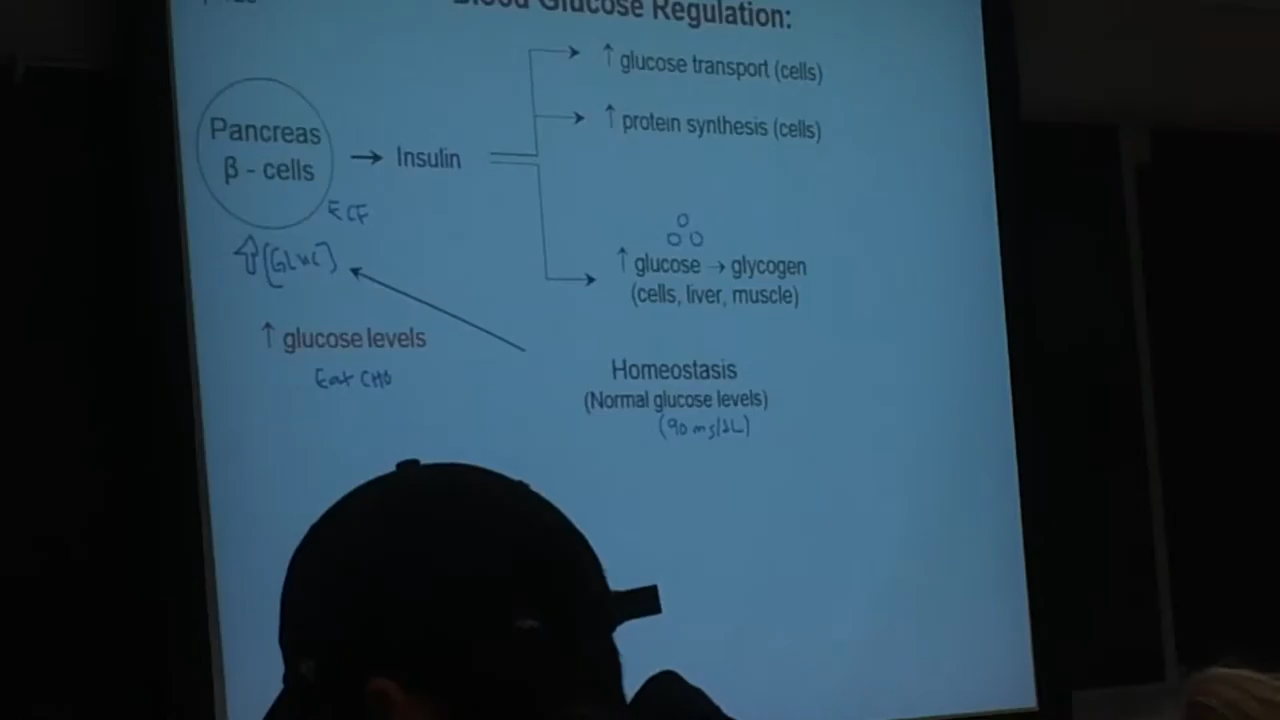 Blood Glucose Regulation:
↑ glucose transport (cells)
↑ protein synthesis (cells)
Pancreas
β - cells
→ Insulin
ECF
↑ [GLUC]
↑ glucose → glycogen
(cells, liver, muscle)
↑ glucose levels
Eat CHO
Homeostasis
(Normal glucose levels)
(90 mg/dL)